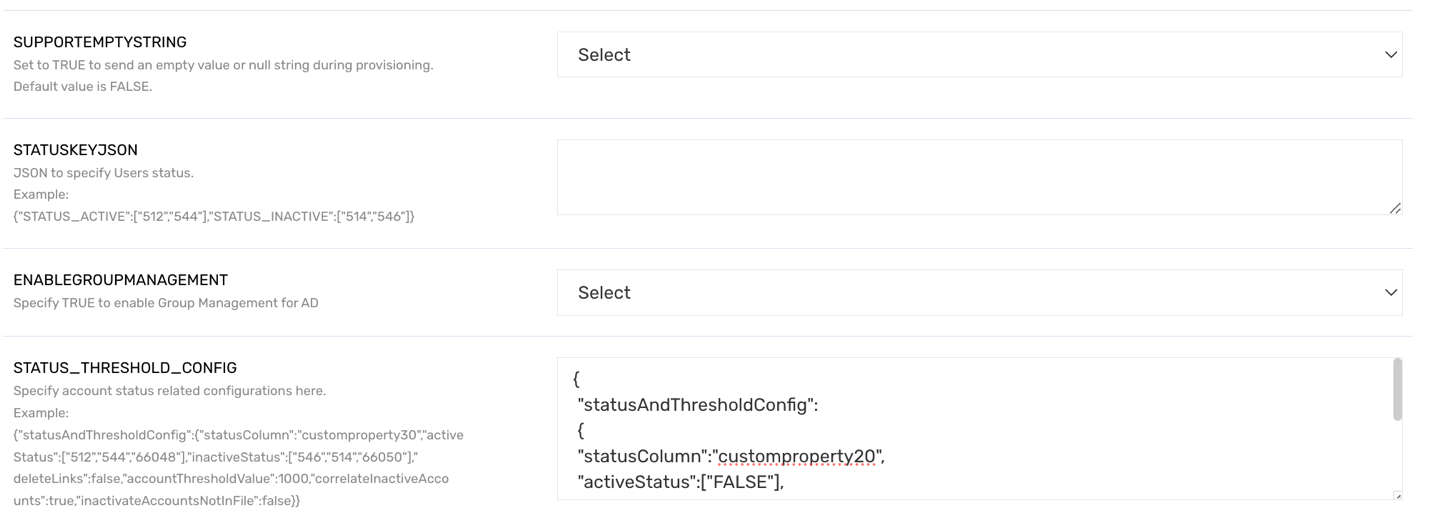 SUPPORTEMPTYSTRING
Set to TRUE to send an empty value or null string during provisioning.
Default value is FALSE.
Select
STATUSKEYJSON
JSON to specify Users status.
Example:
{"STATUS_ACTIVE":["512","544"],"STATUS_INACTIVE":["514","546"]}
ENABLEGROUPMANAGEMENT
Specify TRUE to enable Group Management for AD
Select
STATUS_THRESHOLD_CONFIG
Specify account status related configurations here.
Example:
{"statusAndThresholdConfig":{"statusColumn":"customproperty30","active
Status":["512","544","66048"],"inactiveStatus":["546","514","66050"],"
deleteLinks":false,"accountThresholdValue":1000,"correlateInactiveAcco
unts":true,"inactivateAccountsNotInFile":false}}
{
"statusAndThresholdConfig":
{
"statusColumn":"customproperty20",
"activeStatus":["FALSE"],